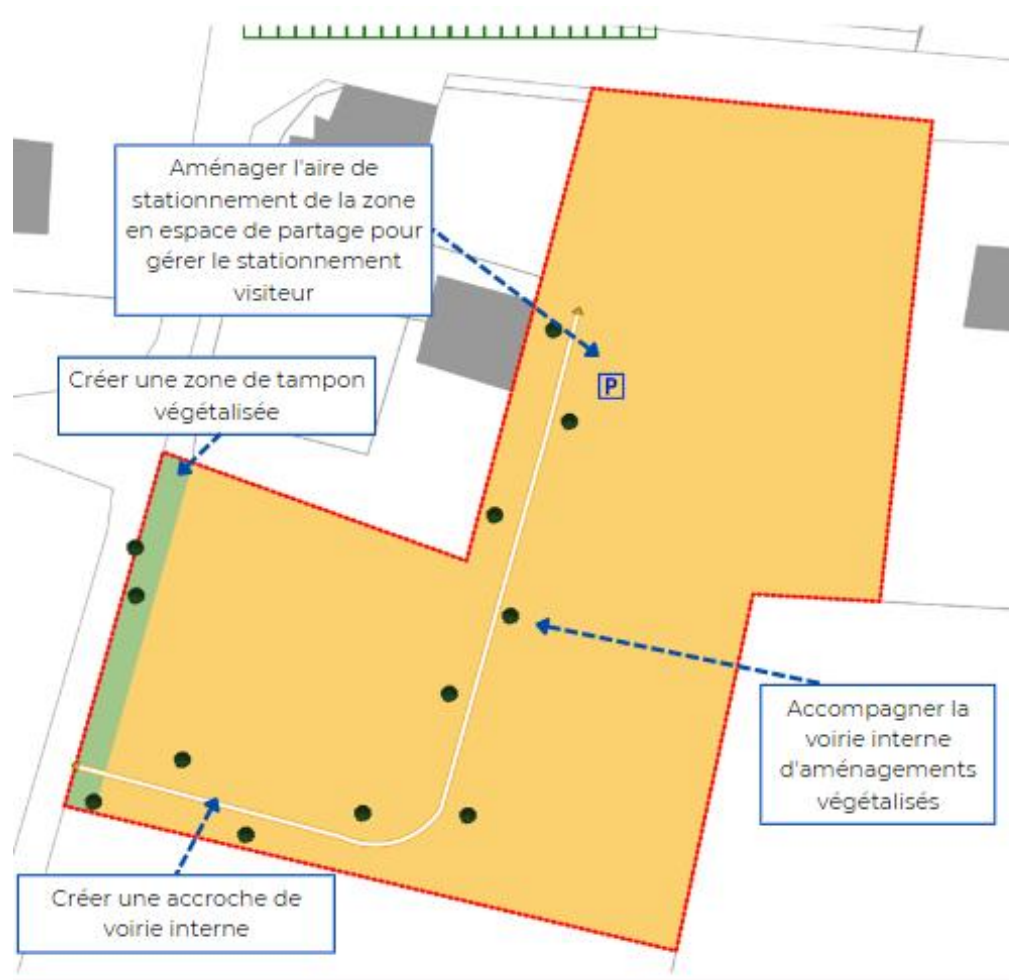 Aménager l'aire de
stationnement de la zone
en espace de partage pour
gérer le stationnement
visiteur
Créer une zone de tampon
végétalisée
P
Accompagner la
voirie interne
d'aménagements
végétalisés
Créer une accroche de
voirie interne